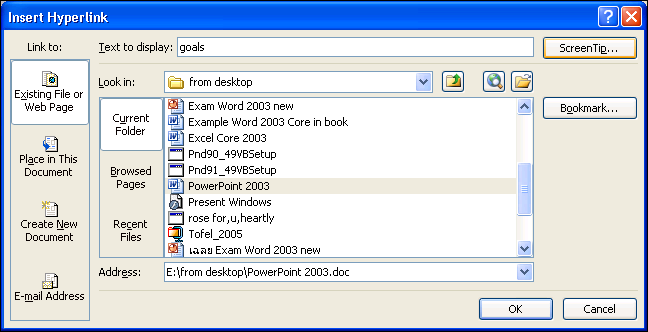 Insert Hyperlink
Link to:
Text to display: goals
ScreenTip...
Existing File or
Web Page
Place in This
Document
Create New
Document
E-mail Address
Look in: from desktop
Bookmark...
Current
Folder
Browsed
Pages
Recent
Files
Exam Word 2003 new
Example Word 2003 Core in book
Excel Core 2003
Pnd90_49VBSetup
Pnd91_49VBSetup
PowerPoint 2003
Present Windows
rose for,u,heartly
Tofel_2005
เฉลย Exam Word 2003 new
Address: E:\from desktop\PowerPoint 2003.doc
OK
Cancel